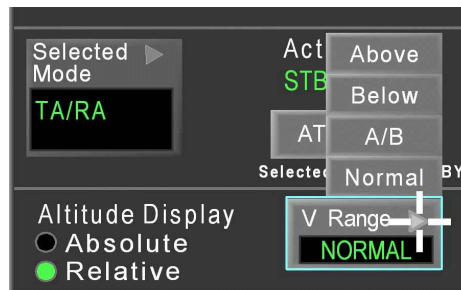 Selected
Mode
TA/RA
Act
STB
AT
Selected
BY
Above
Below
A/B
Normal
Altitude Display
Absolute
Relative
V Range
NORMAL